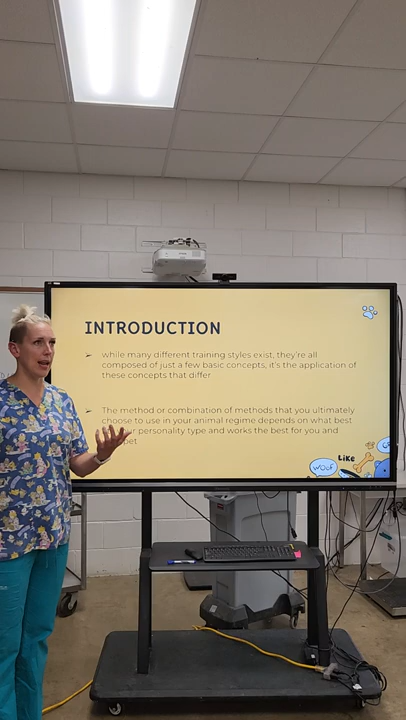 INTRODUCTION
➤ while many different training styles exist, they're all
composed of just a few basic concepts, it's the application of
these concepts that differ
➤ The method or combination of methods that you ultimately
choose to use in your animal regime depends on what best
personality type and works the best for you and
pet
LIKE
WOOF